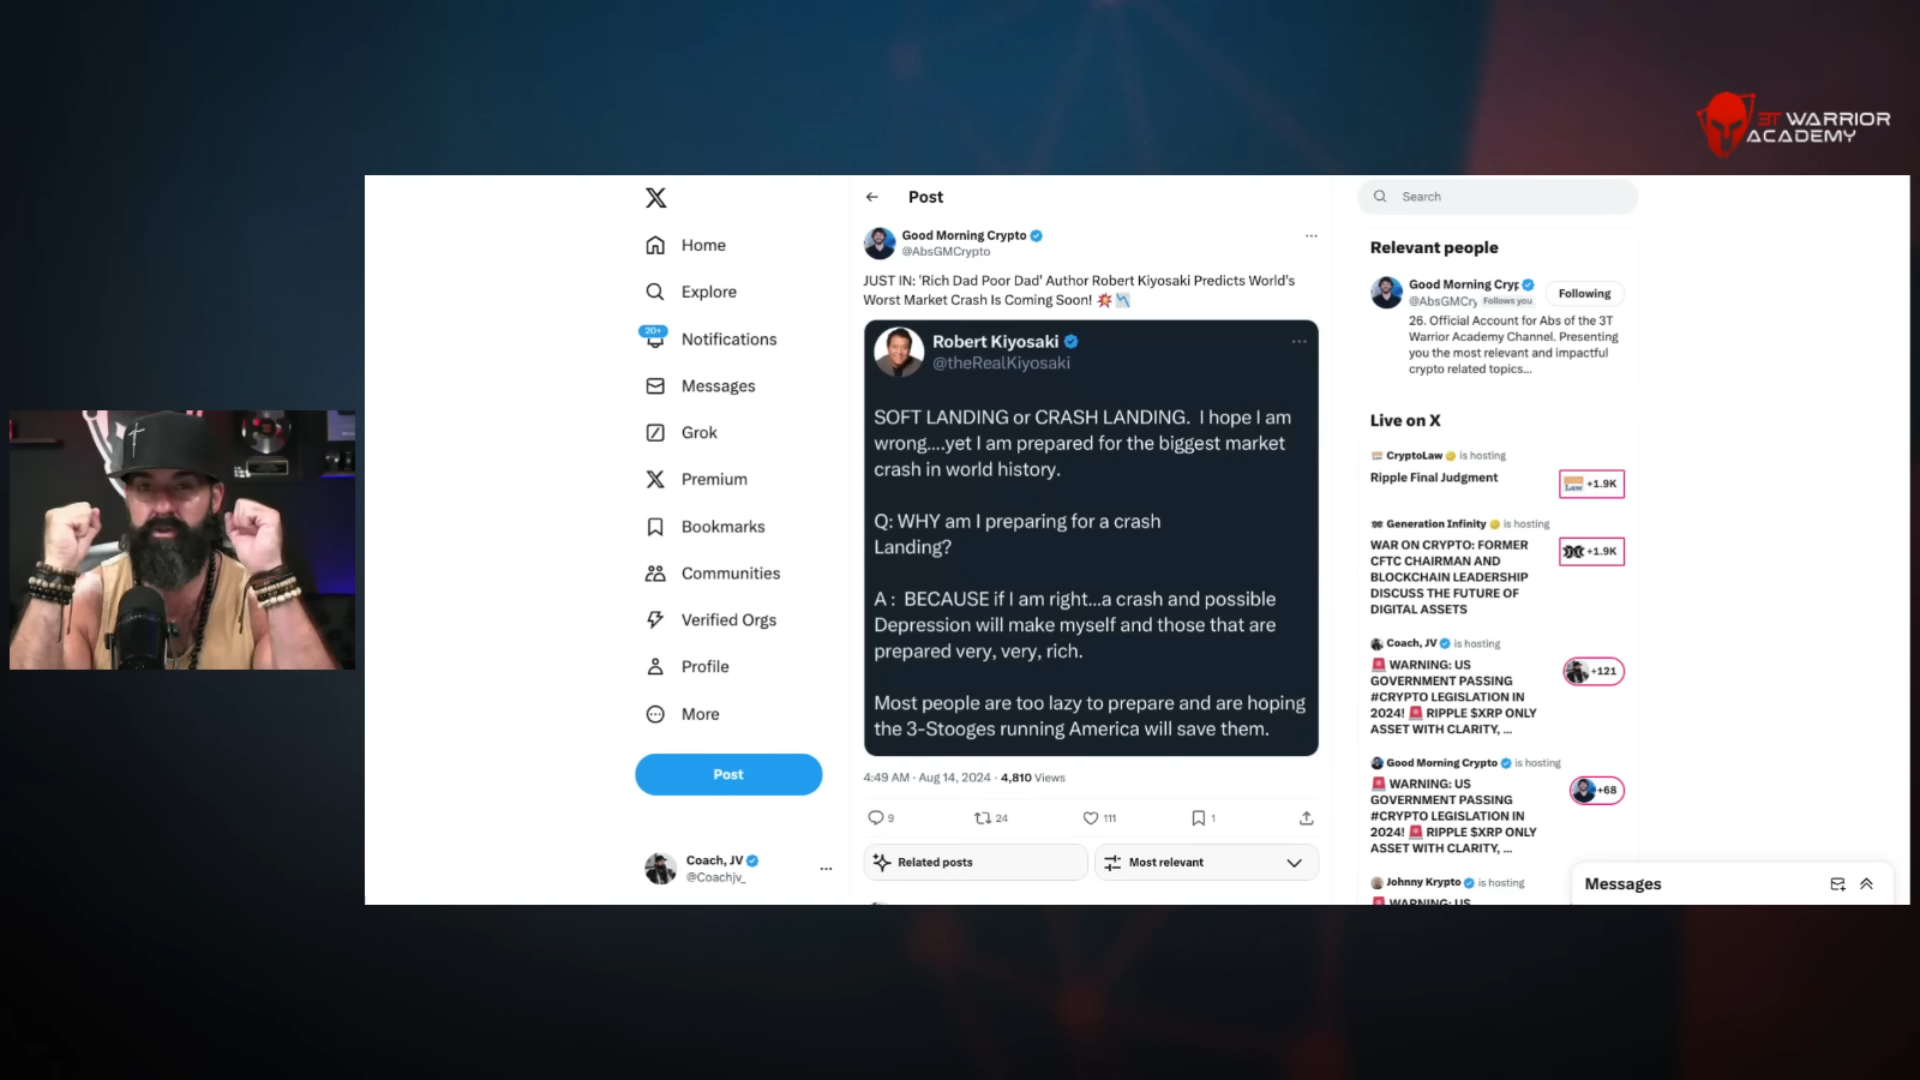 3T WARRIOR
ACADEMY
X
Home
Explore
20+
Notifications
Messages
Grok
Premium
Bookmarks
Communities
Verified Orgs
Profile
More
Post
Coach, JV
@Coachjv_
Post
Good Morning Crypto
@AbsGMCrypto
JUST IN: 'Rich Dad Poor Dad' Author Robert Kiyosaki Predicts World's
Worst Market Crash Is Coming Soon! 💥 📉
Robert Kiyosaki
@theRealKiyosaki
SOFT LANDING or CRASH LANDING. I hope I am
wrong....yet I am prepared for the biggest market
crash in world history.
Q: WHY am I preparing for a crash
Landing?
A : BECAUSE if I am right...a crash and possible
Depression will make myself and those that are
prepared very, very, rich.
Most people are too lazy to prepare and are hoping
the 3-Stooges running America will save them.
4:49 AM · Aug 14, 2024 · 4,810 Views
9
24
111
1
Related posts
Most relevant
Search
Relevant people
Good Morning Cryp
@AbsGMCry Follows you
Following
26. Official Account for Abs of the 3T
Warrior Academy Channel. Presenting
you the most relevant and impactful
crypto related topics...
Live on X
CryptoLaw is hosting
Ripple Final Judgment
Law +1.9K
Generation Infinity is hosting
WAR ON CRYPTO: FORMER
CFTC CHAIRMAN AND
BLOCKCHAIN LEADERSHIP
DISCUSS THE FUTURE OF
DIGITAL ASSETS
+1.9K
Coach, JV is hosting
🚨 WARNING: US
GOVERNMENT PASSING
#CRYPTO LEGISLATION IN
2024! 🚨 RIPPLE $XRP ONLY
ASSET WITH CLARITY, ...
+121
Good Morning Crypto is hosting
🚨 WARNING: US
GOVERNMENT PASSING
#CRYPTO LEGISLATION IN
2024! 🚨 RIPPLE $XRP ONLY
ASSET WITH CLARITY, ...
+68
Johnny Krypto is hosting
🚨 WARNING: US
Messages